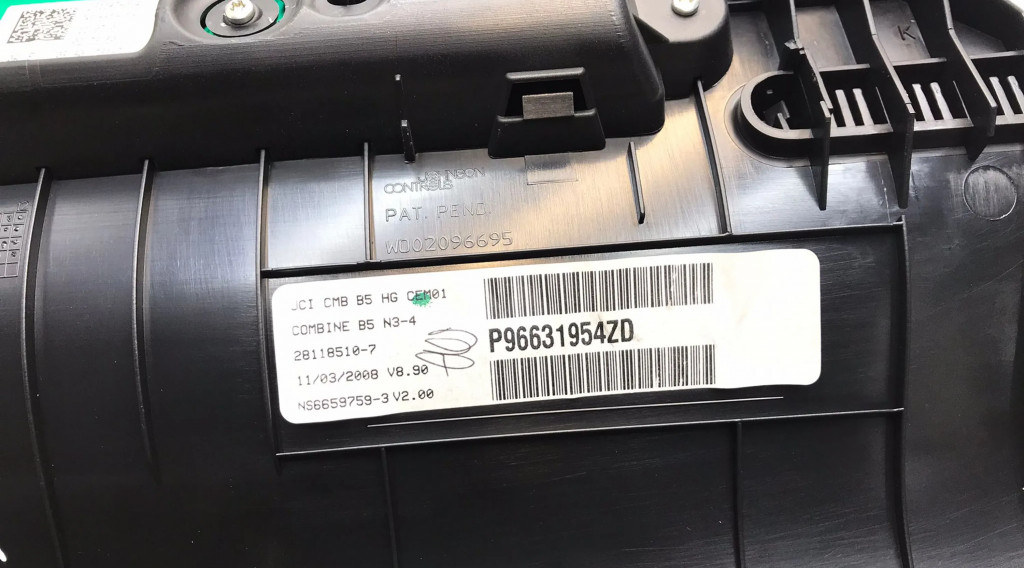 K
JOHNSON
CONTROLS
PAT. PEND.
WO02096695
JCI CMB B5 HG CEM01
COMBINE B5 N3-4
28118510-7
11/03/2008 V8.90
NS6659759-3 V2.00
P96631954ZD